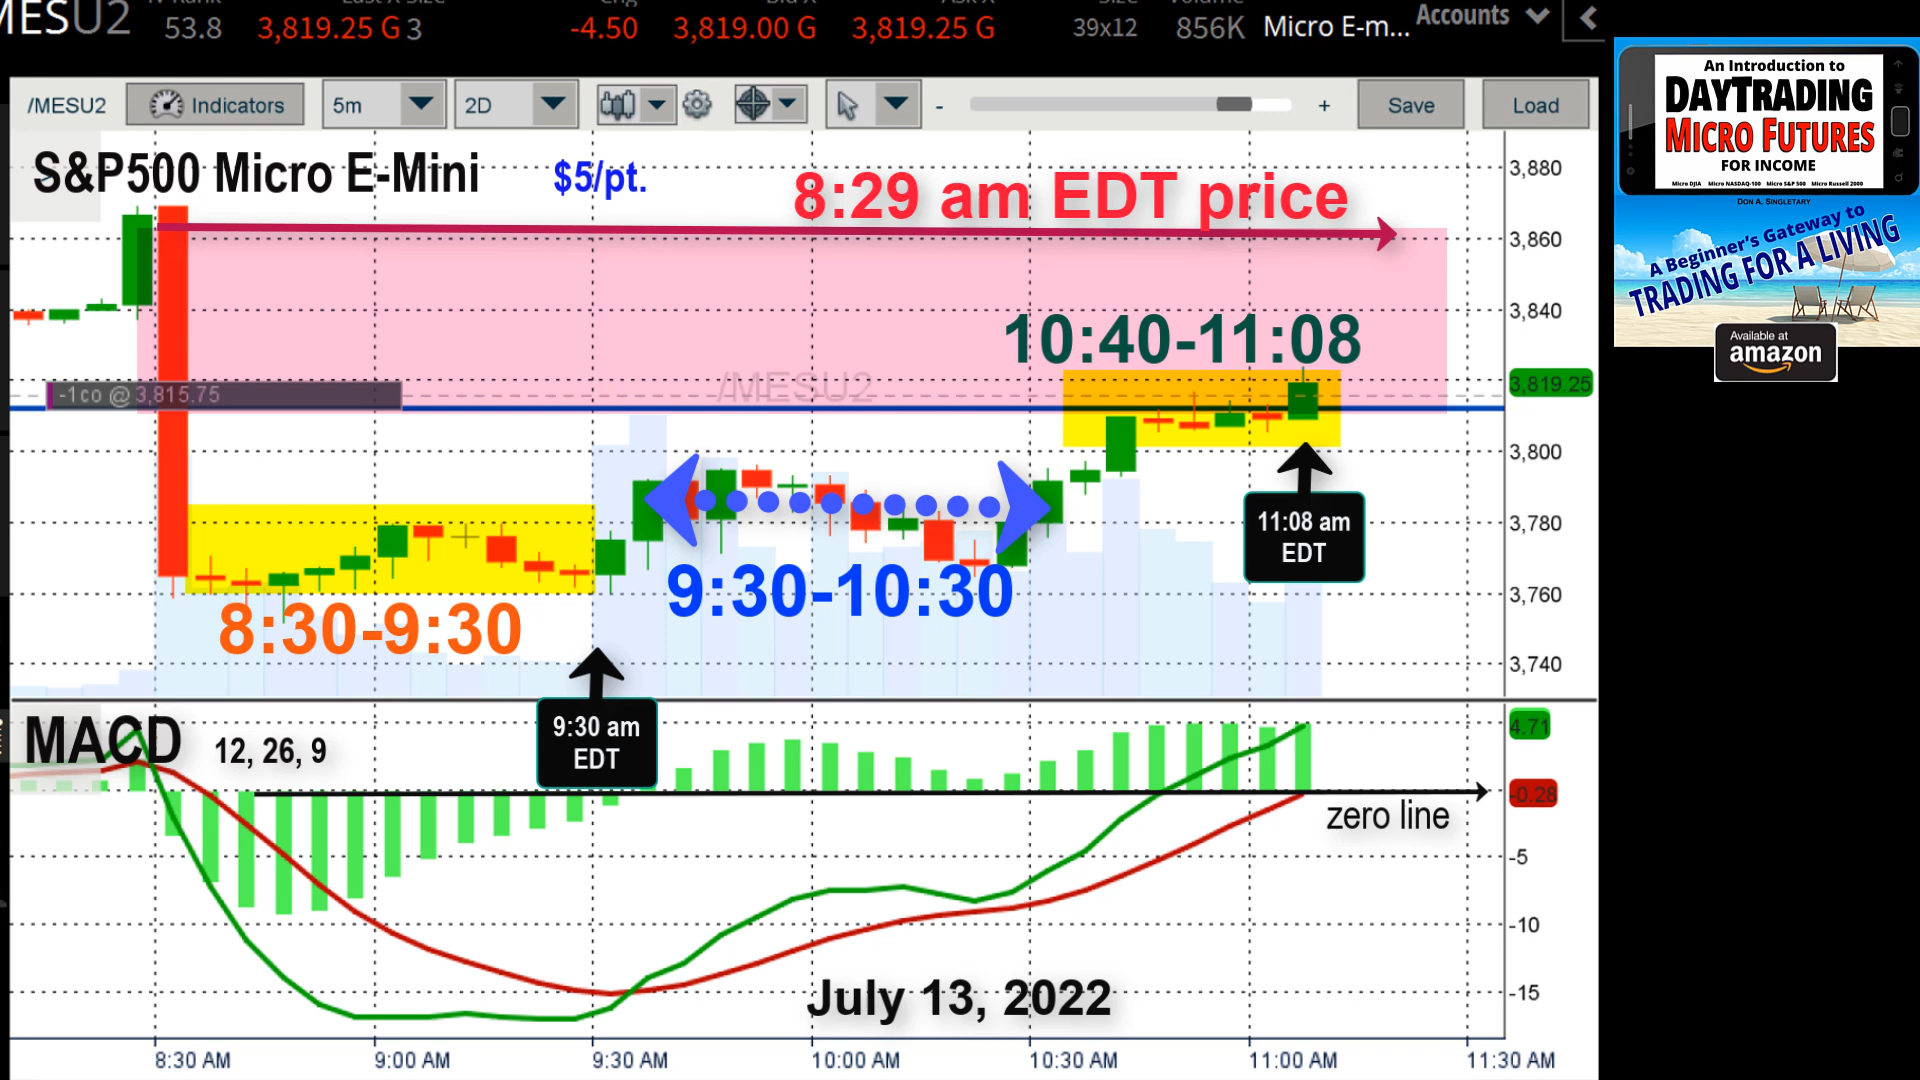 MESU2
53.8
3,819.25 G 3
-4.50
3,819.00 G
3,819.25 G
39x12
856K
Micro E-m...
Accounts
/MESU2
Indicators
5m
2D
-
+
Save
Load
S&P500 Micro E-Mini
$5/pt.
8:29 am EDT price
3,880
3,860
3,840
10:40-11:08
-1co @ 3,815.75
/MESU2
3,819.25
3,800
3,780
3,760
3,740
11:08 am
EDT
9:30-10:30
8:30-9:30
9:30 am
EDT
MACD
12, 26, 9
4.71
-0.28
zero line
-5
-10
-15
July 13, 2022
8:30 AM
9:00 AM
9:30 AM
10:00 AM
10:30 AM
11:00 AM
11:30 AM
An Introduction to
DAYTRADING
MICRO FUTURES
FOR INCOME
Micro DJIA Micro NASDAQ-100 Micro S&P 500 Micro Russell 2000
DON A. SINGLETARY
A Beginner's Gateway to
TRADING FOR A LIVING
Available at
amazon